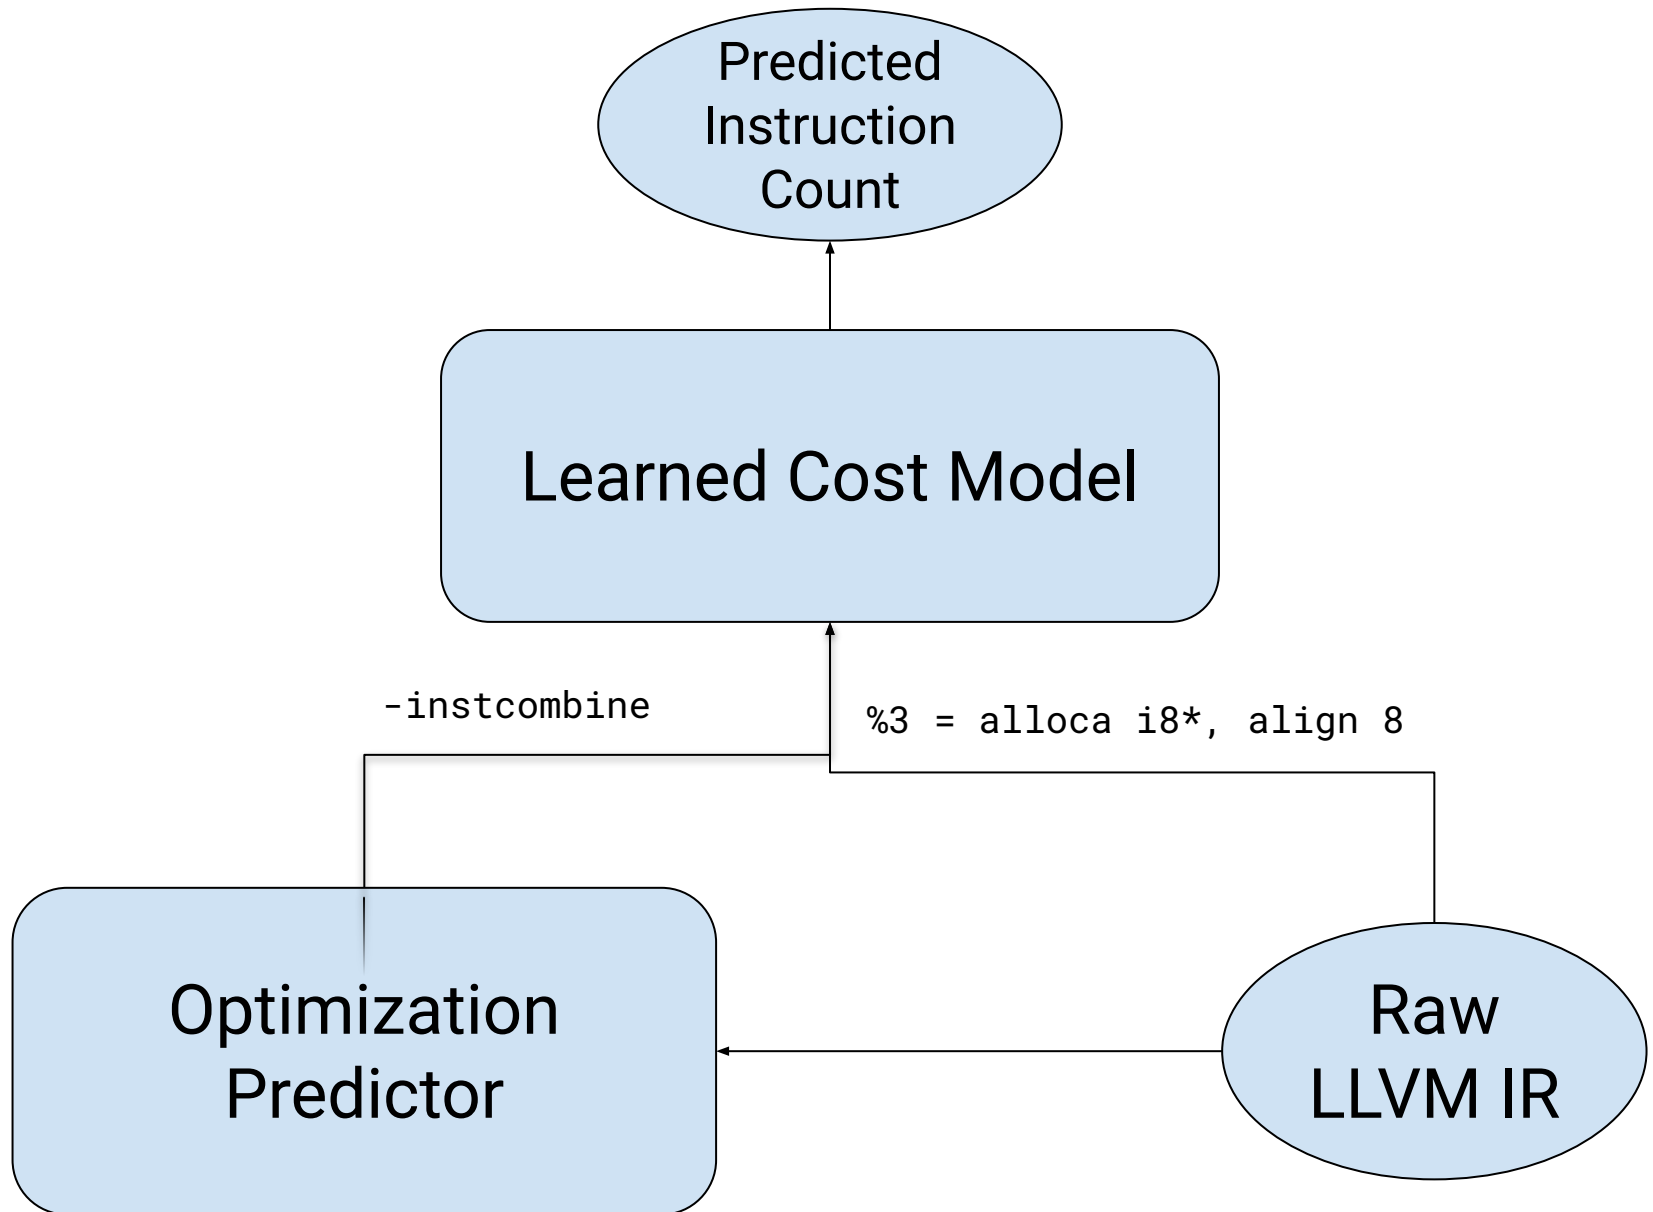 Predicted
Instruction
Count
Learned Cost Model
-instcombine
%3 = alloca i8*, align 8
Optimization
Predictor
Raw
LLVM IR